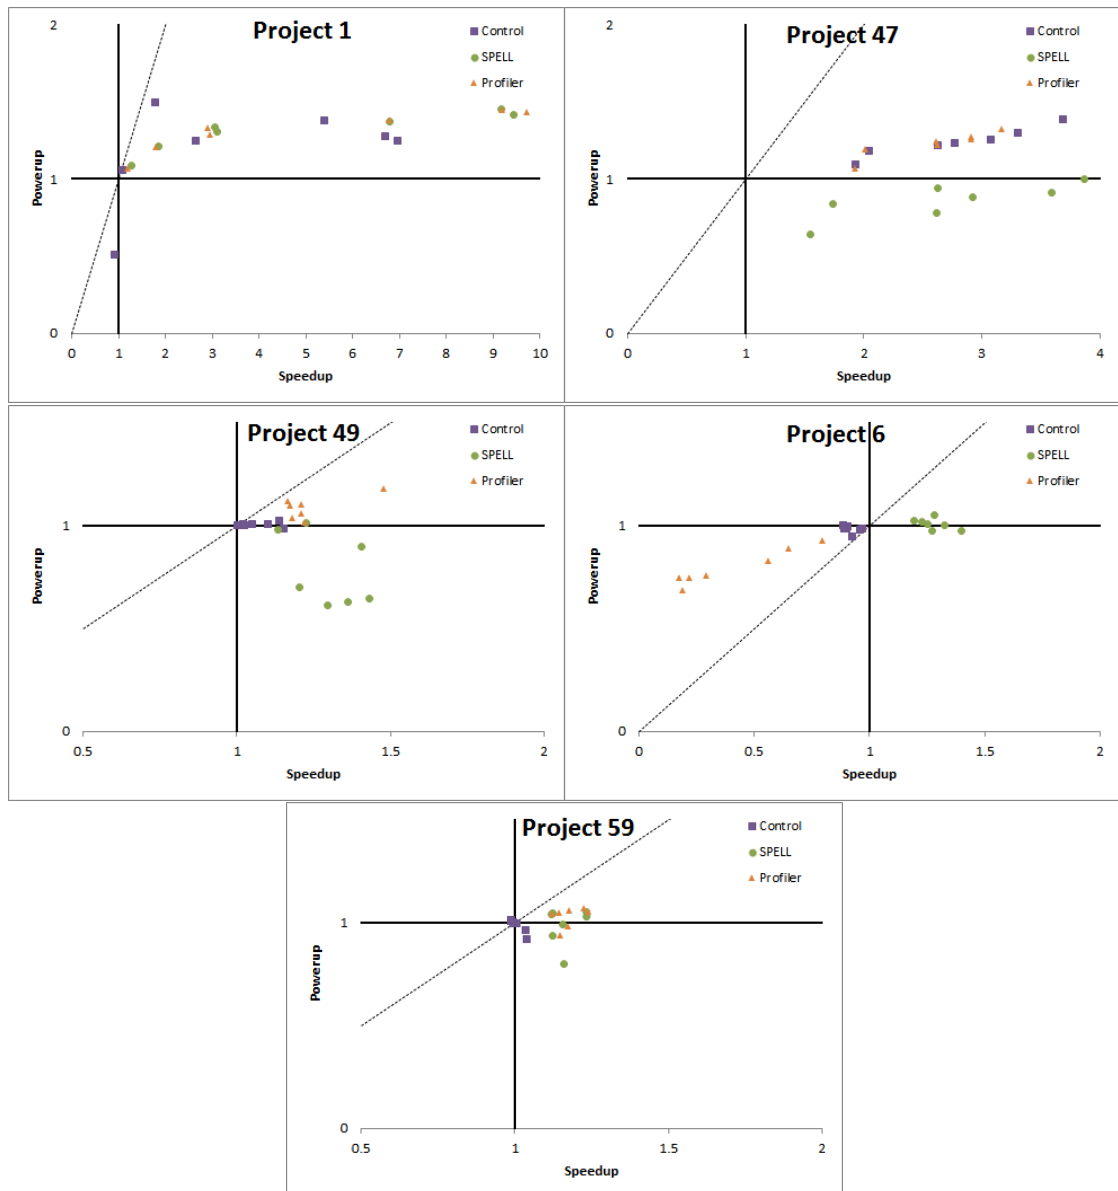 Project 1
Control
SPELL
Profiler
2
1
0
Powerup
0 1 2 3 4 5 6 7 8 9 10
Speedup
Project 47
Control
SPELL
Profiler
2
1
0
Powerup
0 1 2 3 4
Speedup
Project 49
Control
SPELL
Profiler
1
0
Powerup
0.5 1 1.5 2
Speedup
Project 6
Control
SPELL
Profiler
1
0
Powerup
0 0.5 1 1.5 2
Speedup
Project 59
Control
SPELL
Profiler
1
0
Powerup
0.5 1 1.5 2
Speedup